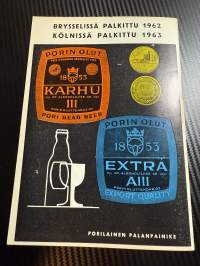 BRYSSELISSÄ PALKITTU 1962
KÖLNISSÄ PALKITTU 1963
PORIN OLUT
18 53
KARHU
III
PORI BEAR BEER
PORIN OLUT
18 53
EXTRA
AIII
EXPORT QUALITY
PORILAINEN PALANPAINIKE